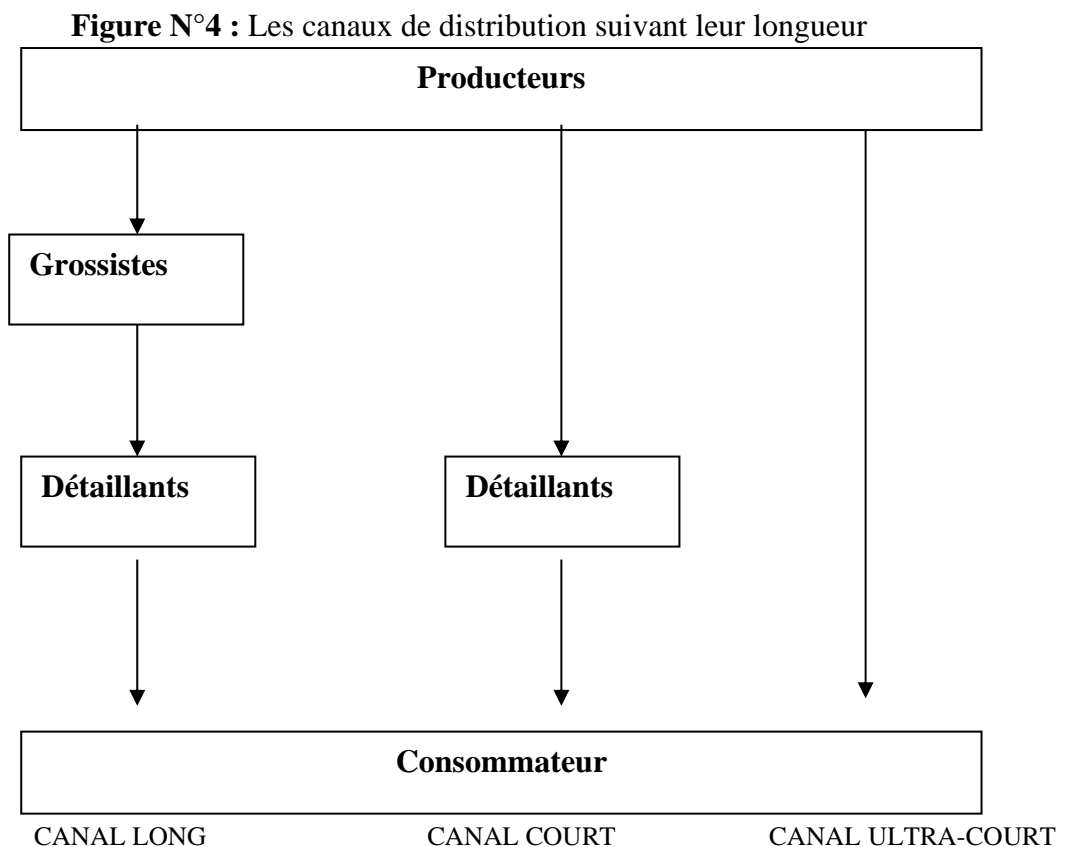 Figure N°4 : Les canaux de distribution suivant leur longueur
Producteurs
Grossistes
Détaillants
Détaillants
Consommateur
CANAL LONG
CANAL COURT
CANAL ULTRA-COURT